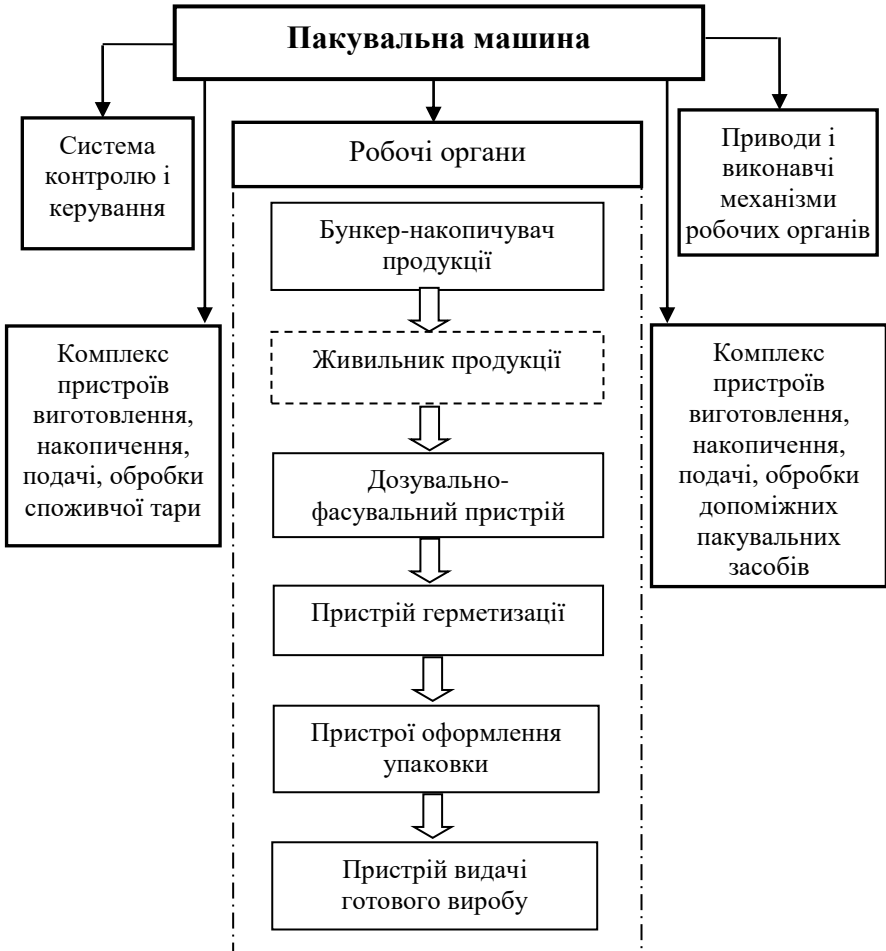 Пакувальна машина
Система
контролю і
керування
Робочі органи
Приводи і
виконавчі
механізми
робочих органів
Бункер-накопичувач
продукції
Комплекс
пристроїв
виготовлення,
накопичення,
подачі, обробки
споживчої тари
Живильник продукції
Комплекс
пристроїв
виготовлення,
накопичення,
подачі, обробки
допоміжних
пакувальних
засобів
Дозувально-
фасувальний пристрій
Пристрій герметизації
Пристрої оформлення
упаковки
Пристрій видачі
готового виробу